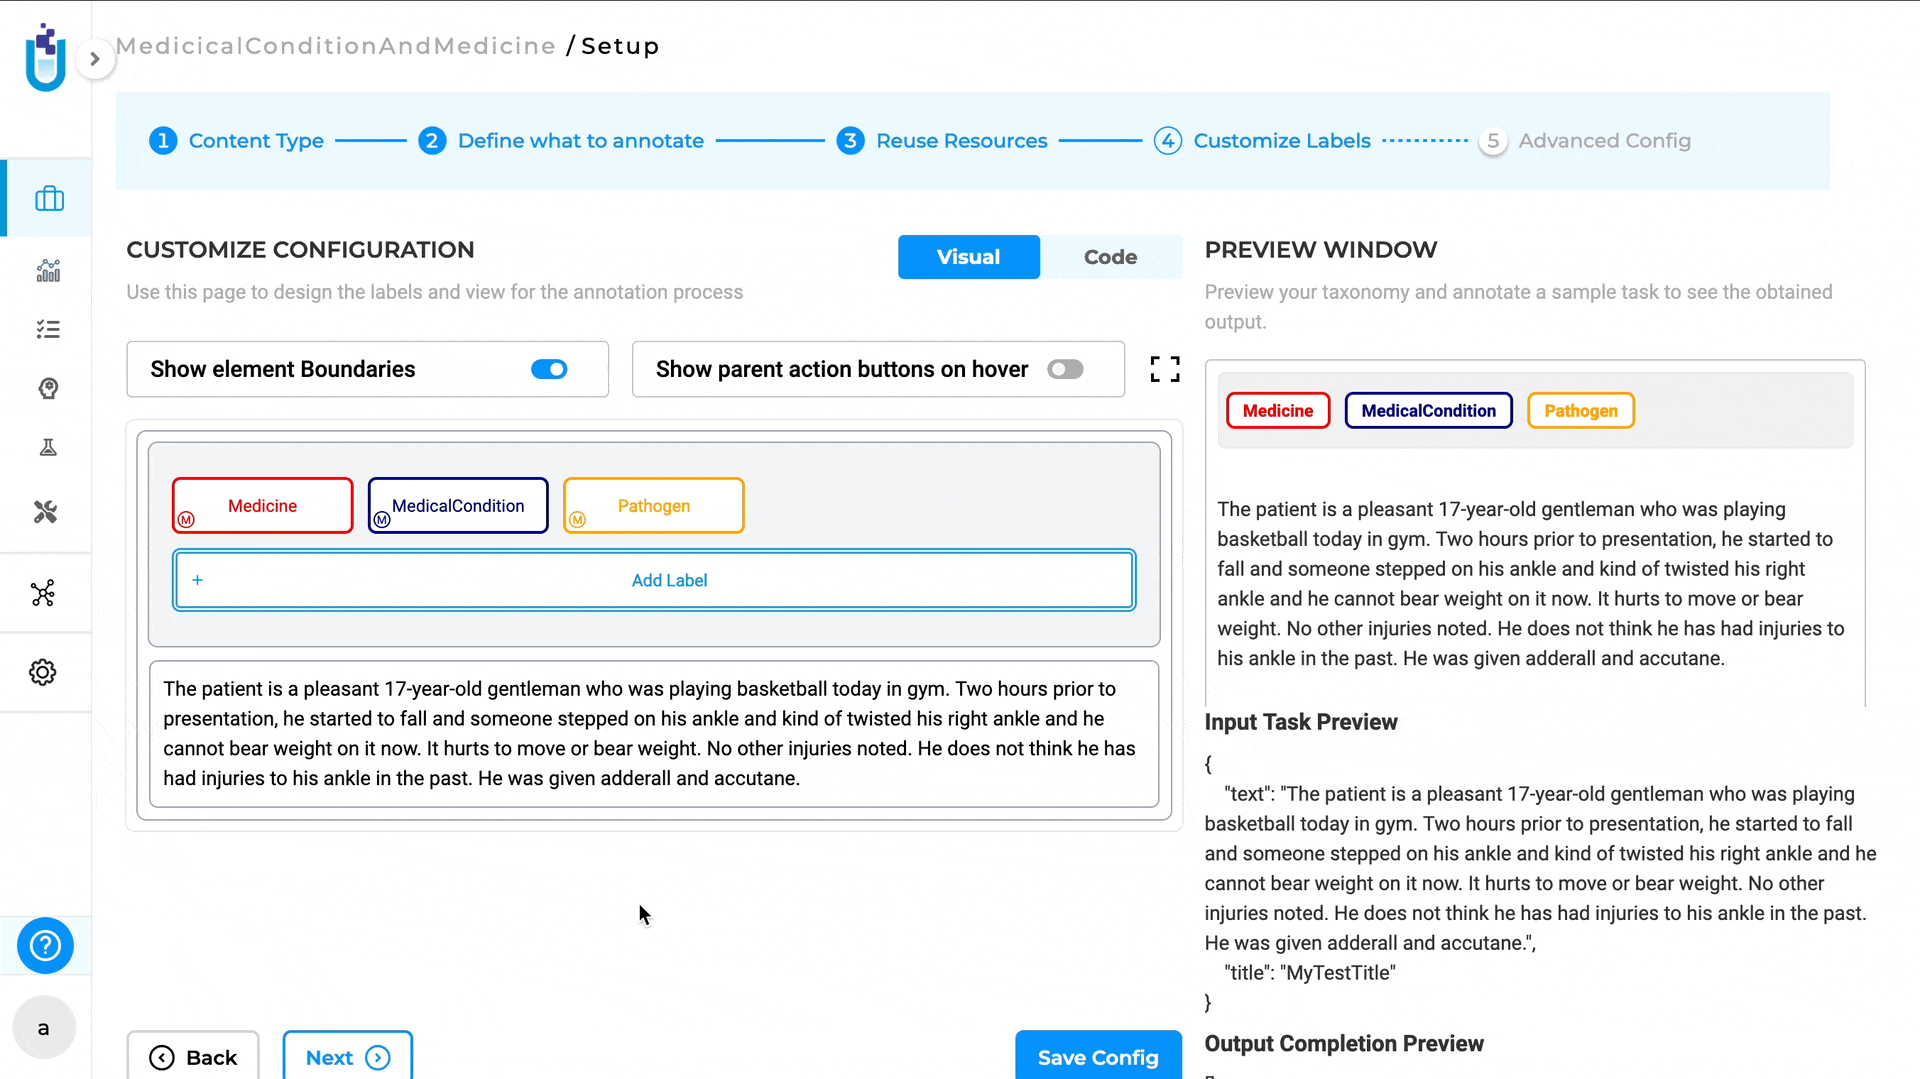 MedicicalConditionAndMedicine / Setup
1 Content Type
2 Define what to annotate
3 Reuse Resources
4 Customize Labels
5 Advanced Config
CUSTOMIZE CONFIGURATION
Visual
Code
Use this page to design the labels and view for the annotation process
Show element Boundaries
Show parent action buttons on hover
Medicine
M
MedicalCondition
M
Pathogen
M
+ Add Label
The patient is a pleasant 17-year-old gentleman who was playing basketball today in gym. Two hours prior to
presentation, he started to fall and someone stepped on his ankle and kind of twisted his right ankle and he
cannot bear weight on it now. It hurts to move or bear weight. No other injuries noted. He does not think he has
had injuries to his ankle in the past. He was given adderall and accutane.
Back
Next
Save Config
PREVIEW WINDOW
Preview your taxonomy and annotate a sample task to see the obtained
output.
Medicine
MedicalCondition
Pathogen
The patient is a pleasant 17-year-old gentleman who was playing
basketball today in gym. Two hours prior to presentation, he started to
fall and someone stepped on his ankle and kind of twisted his right
ankle and he cannot bear weight on it now. It hurts to move or bear
weight. No other injuries noted. He does not think he has had injuries to
his ankle in the past. He was given adderall and accutane.
Input Task Preview
{
"text": "The patient is a pleasant 17-year-old gentleman who was playing
basketball today in gym. Two hours prior to presentation, he started to fall
and someone stepped on his ankle and kind of twisted his right ankle and he
cannot bear weight on it now. It hurts to move or bear weight. No other
injuries noted. He does not think he has had injuries to his ankle in the past.
He was given adderall and accutane.",
"title": "MyTestTitle"
}
Output Completion Preview
?
a